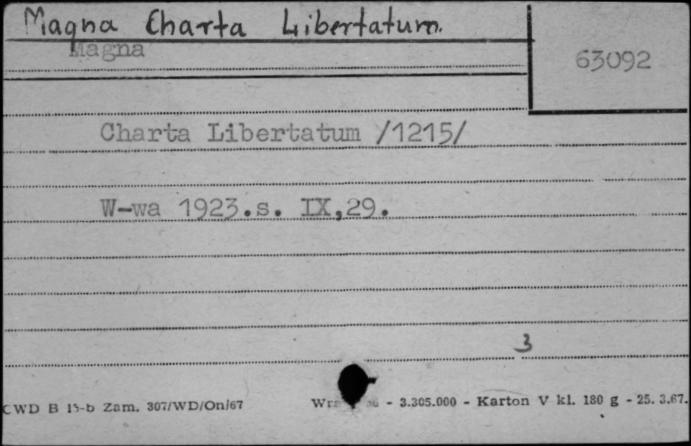 Magna Charta Libertatum.
Magna
63092
Charta Libertatum /1215/
W-wa 1923.s. IX,29.
3
CWD B 15-b Zam. 307/WD/On/67 - 3.305.000 - Karton V kl. 180 g - 25. 3.67.